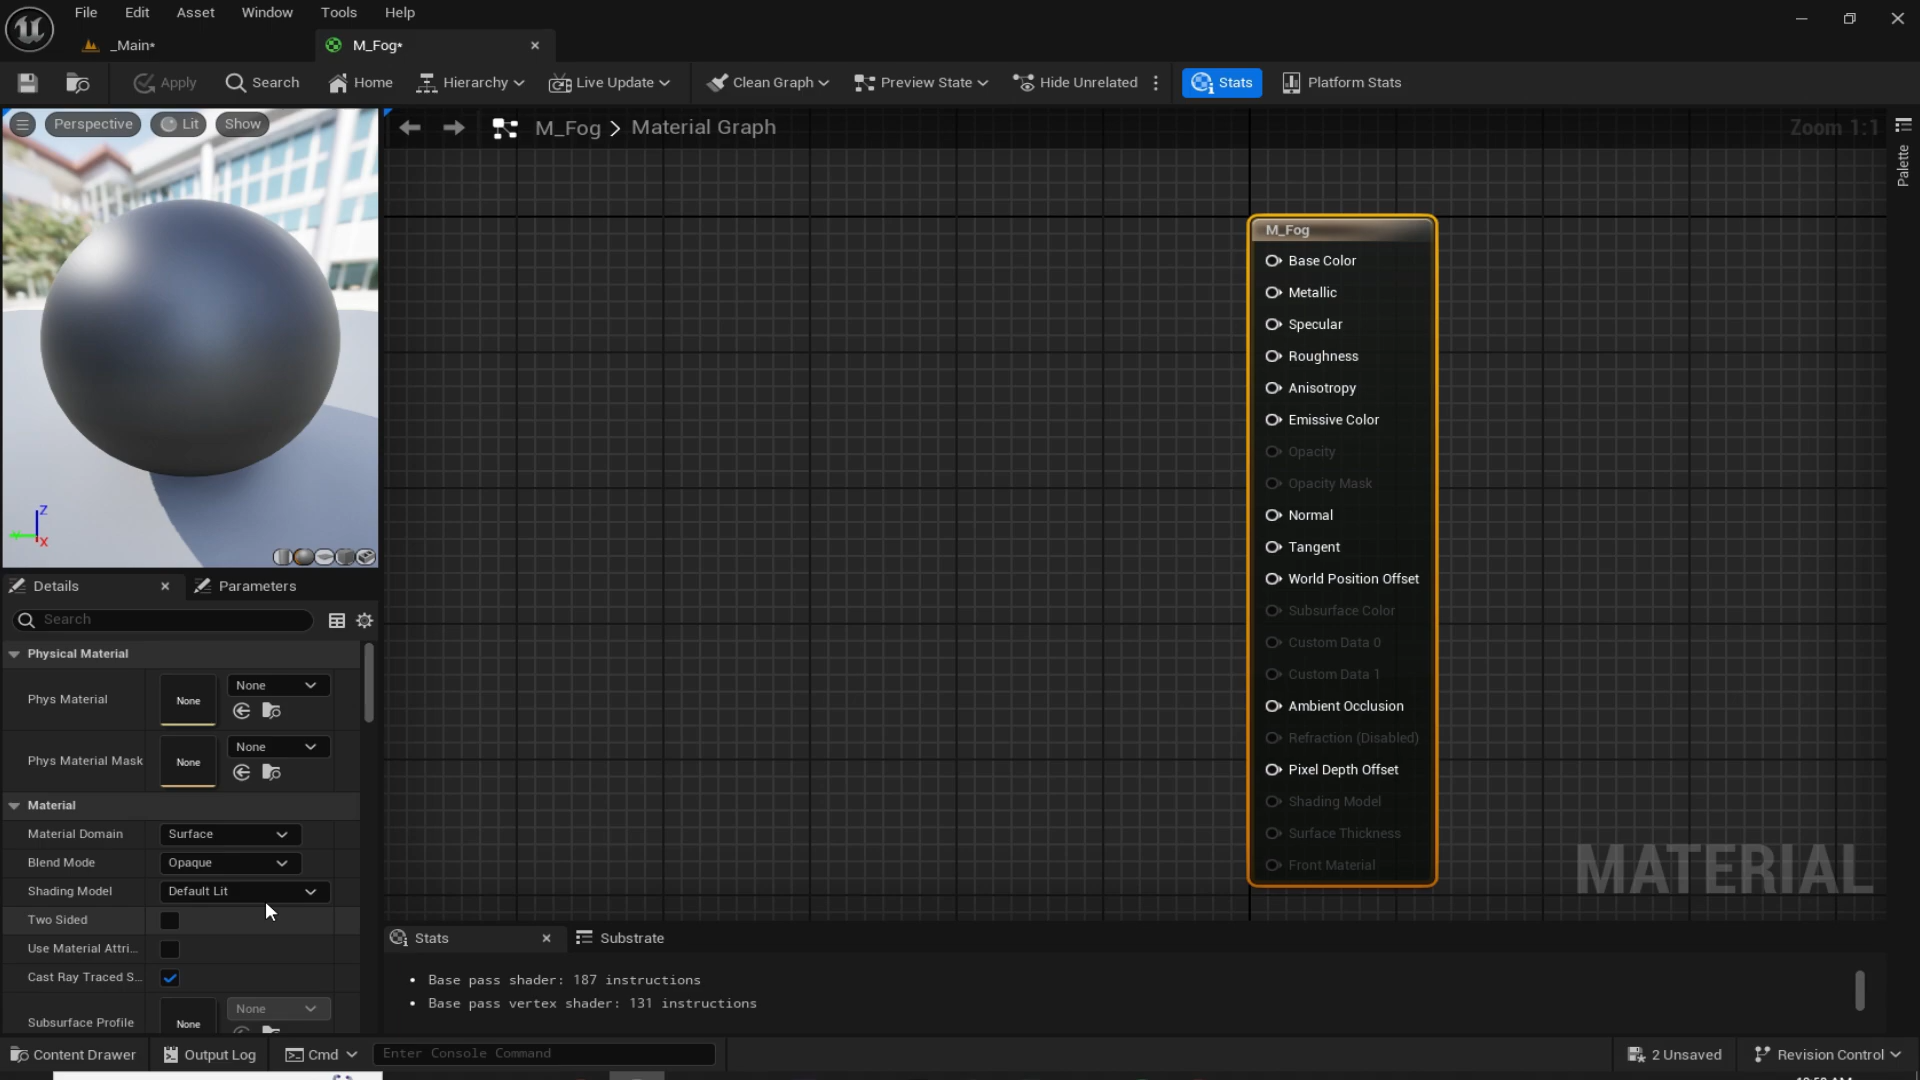 File Edit Asset Window Tools Help
_Main* M_Fog*
Apply Search Home Hierarchy Live Update Clean Graph Preview State Hide Unrelated Stats Platform Stats
Perspective Lit Show
M_Fog > Material Graph
Zoom 1:1
Palette
M_Fog
Base Color
Metallic
Specular
Roughness
Anisotropy
Emissive Color
Opacity
Opacity Mask
Normal
Tangent
World Position Offset
Subsurface Color
Custom Data 0
Custom Data 1
Ambient Occlusion
Refraction (Disabled)
Pixel Depth Offset
Shading Model
Surface Thickness
Front Material
MATERIAL
Z
Y
X
Details Parameters
Search
Physical Material
Phys Material None None
Phys Material Mask None None
Material
Material Domain Surface
Blend Mode Opaque
Shading Model Default Lit
Two Sided
Use Material Attri...
Cast Ray Traced S...
Subsurface Profile None None
Stats Substrate
• Base pass shader: 187 instructions
• Base pass vertex shader: 131 instructions
Content Drawer Output Log Cmd Enter Console Command 2 Unsaved Revision Control